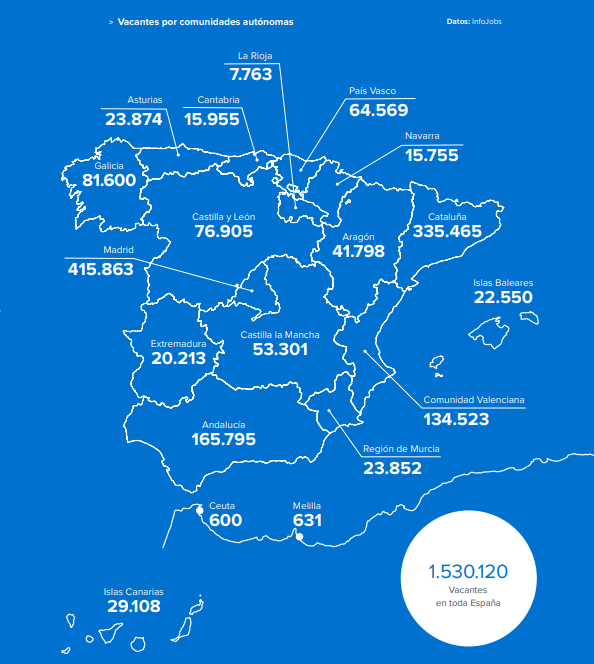 > Vacantes por comunidades autónomas
Datos: InfoJobs
La Rioja
7.763
País Vasco
64.569
Asturias
23.874
Cantabria
15.955
Navarra
15.755
Galicia
81.600
Castilla y León
76.905
Aragón
41.798
Cataluña
335.465
Madrid
415.863
Islas Baleares
22.550
Extremadura
20.213
Castilla la Mancha
53.301
Comunidad Valenciana
134.523
Andalucía
165.795
Región de Murcia
23.852
Ceuta
600
Melilla
631
1.530.120
Vacantes
en toda España
Islas Canarias
29.108